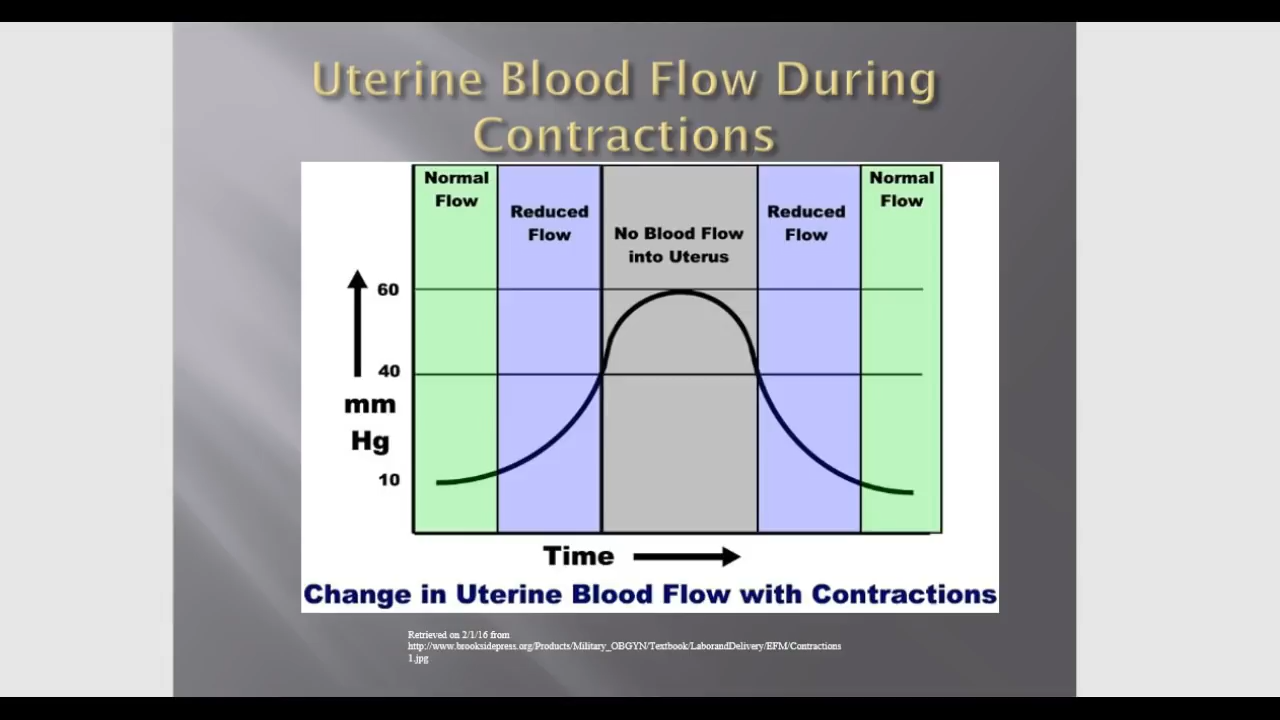 Uterine Blood Flow During
Contractions
Normal
Flow
Reduced
Flow
No Blood Flow
into Uterus
Reduced
Flow
Normal
Flow
60
40
mm
Hg
10
Time
Change in Uterine Blood Flow with Contractions
Retrieved on 2/1/16 from
http://www.brooksidepress.org/Products/Military_OBGYN/Textbook/LaborandDelivery/EFM/Contractions
1.jpg